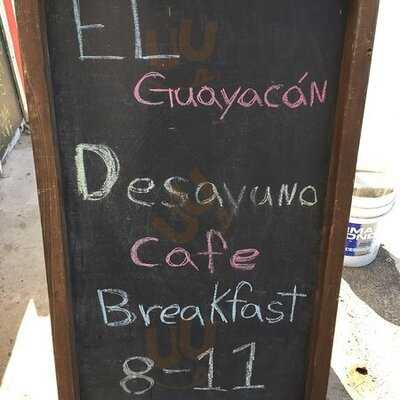 EL
Guayacán
Desayuno
Cafe
Breakfast
8-11